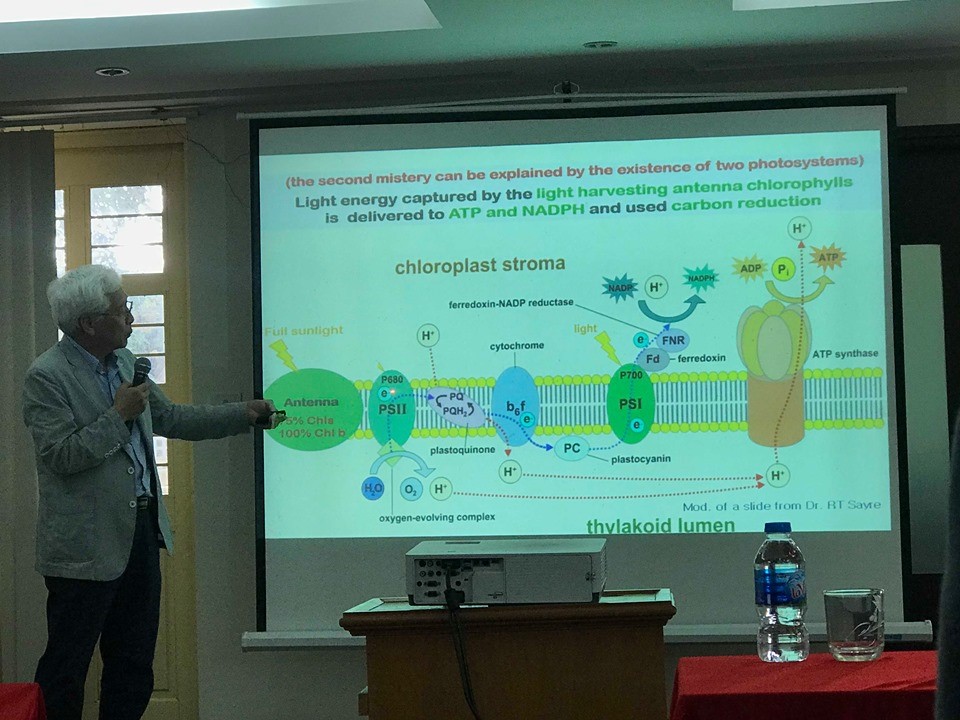 (the second mistery can be explained by the existence of two photosystems)
Light energy captured by the light harvesting antenna chlorophylls
is delivered to ATP and NADPH and used carbon reduction
H⁺
chloroplast stroma
ADP
Pi
ATP
NADP
H⁺
NADPH
ferredoxin-NADP reductase
Full sunlight
H⁺
light
e
FNR
cytochrome
Fd
ferredoxin
ATP synthase
P680
P700
e
PQ
Antenna
PSII
PQH₂
b₆f
PSI
5% Chla
e
e
100% Chl b
plastoquinone
PC
plastocyanin
H⁺
H⁺
H₂O
O₂
H⁺
Mod. of a slide from Dr. RT Sayre
oxygen-evolving complex
thylakoid lumen